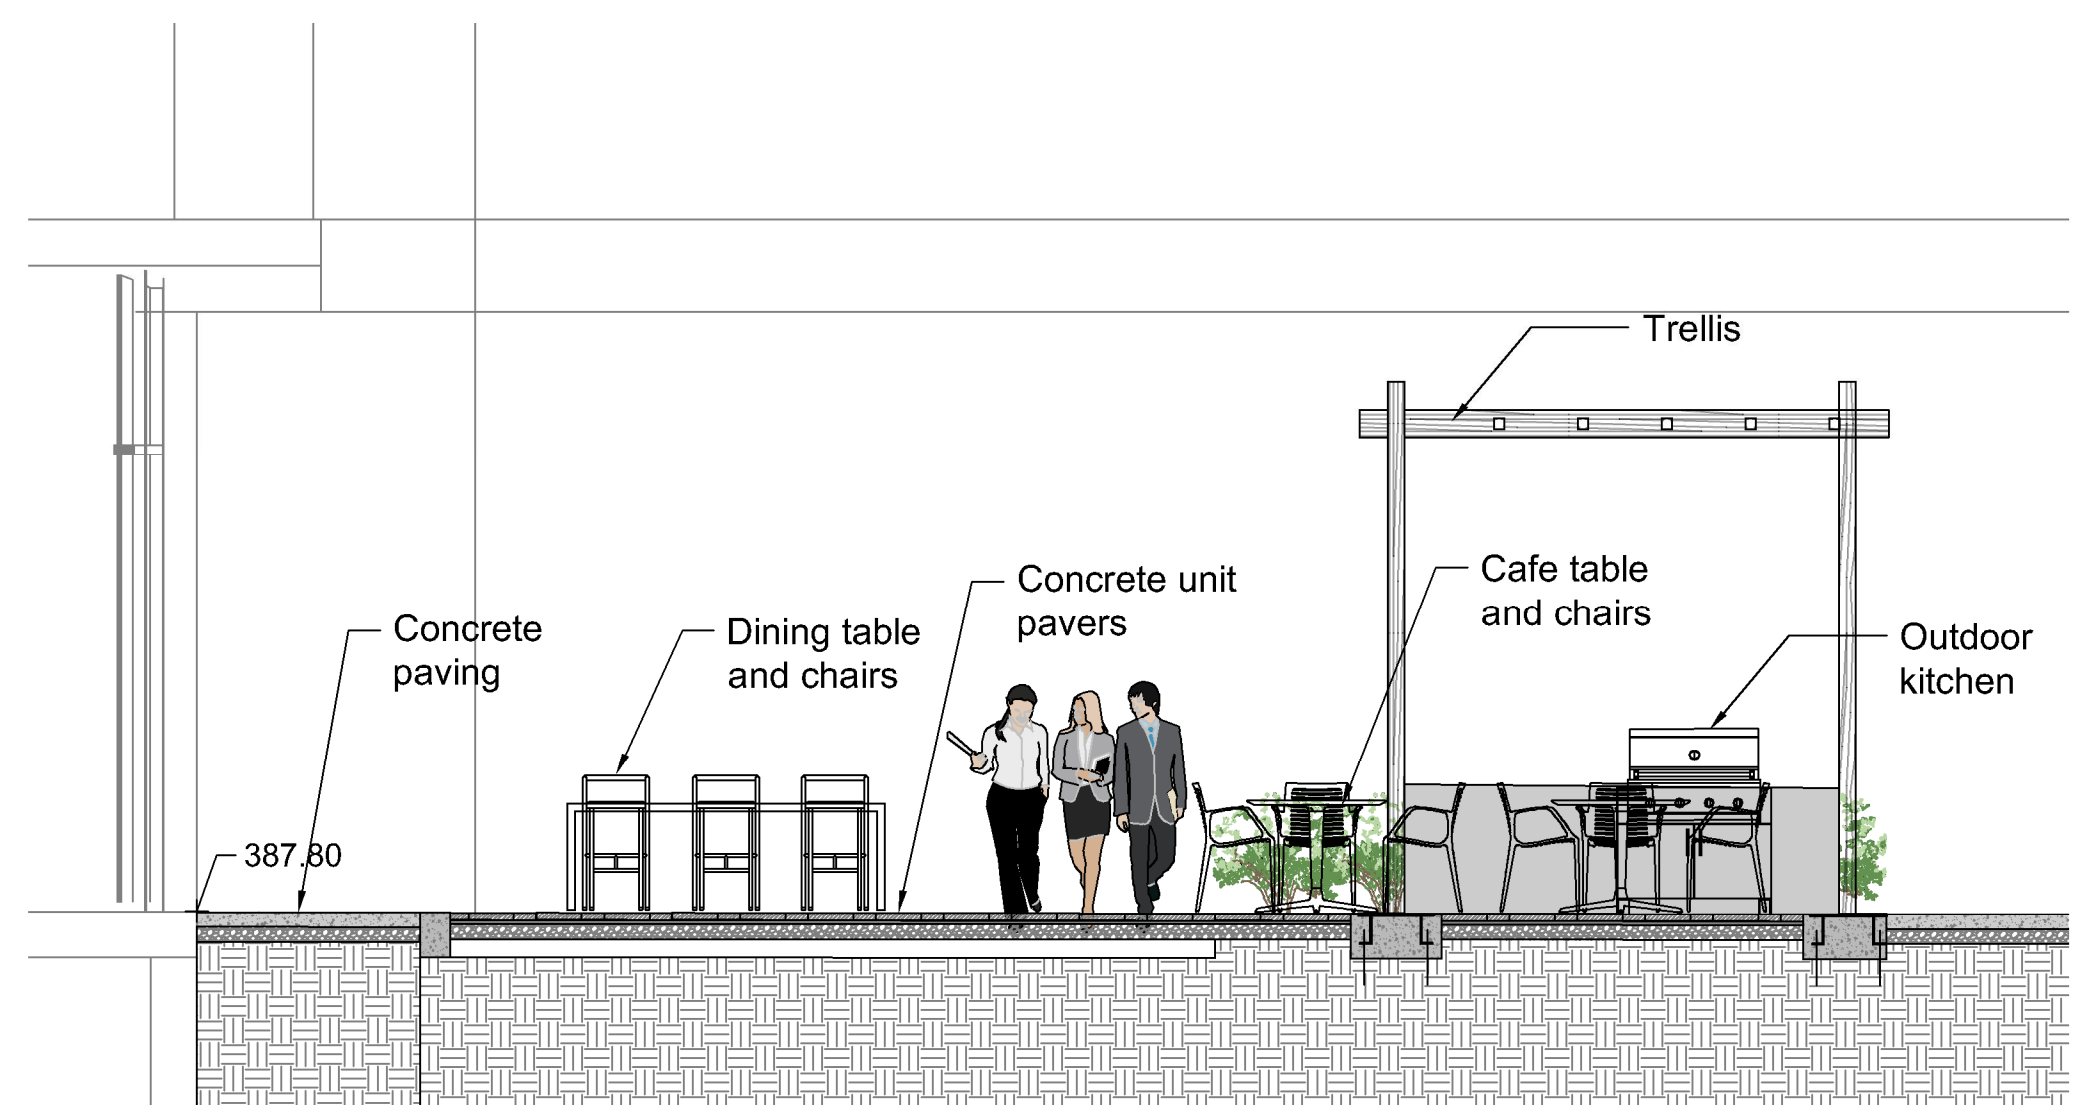 Trellis
Cafe table
and chairs
Concrete unit
pavers
Concrete
paving
Dining table
and chairs
Outdoor
kitchen
387.80